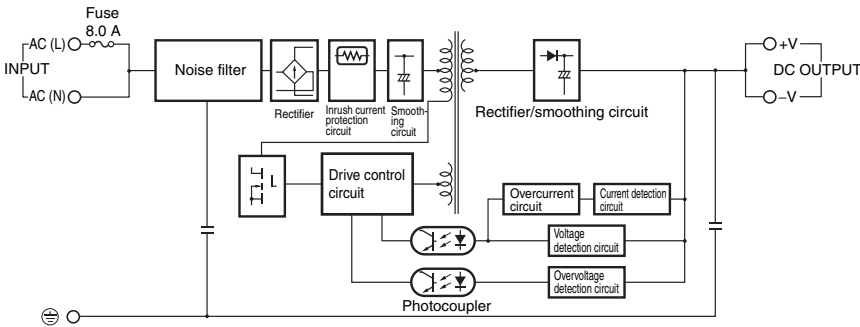 Fuse
8.0 A
AC (L)
INPUT
AC (N)
Noise filter
Rectifier
Inrush current
protection
circuit
Smooth-
ing
circuit
Rectifier/smoothing circuit
+V
DC OUTPUT
–V
Drive control
circuit
Overcurrent
circuit
Current detection
circuit
Voltage
detection circuit
Overvoltage
detection circuit
Photocoupler